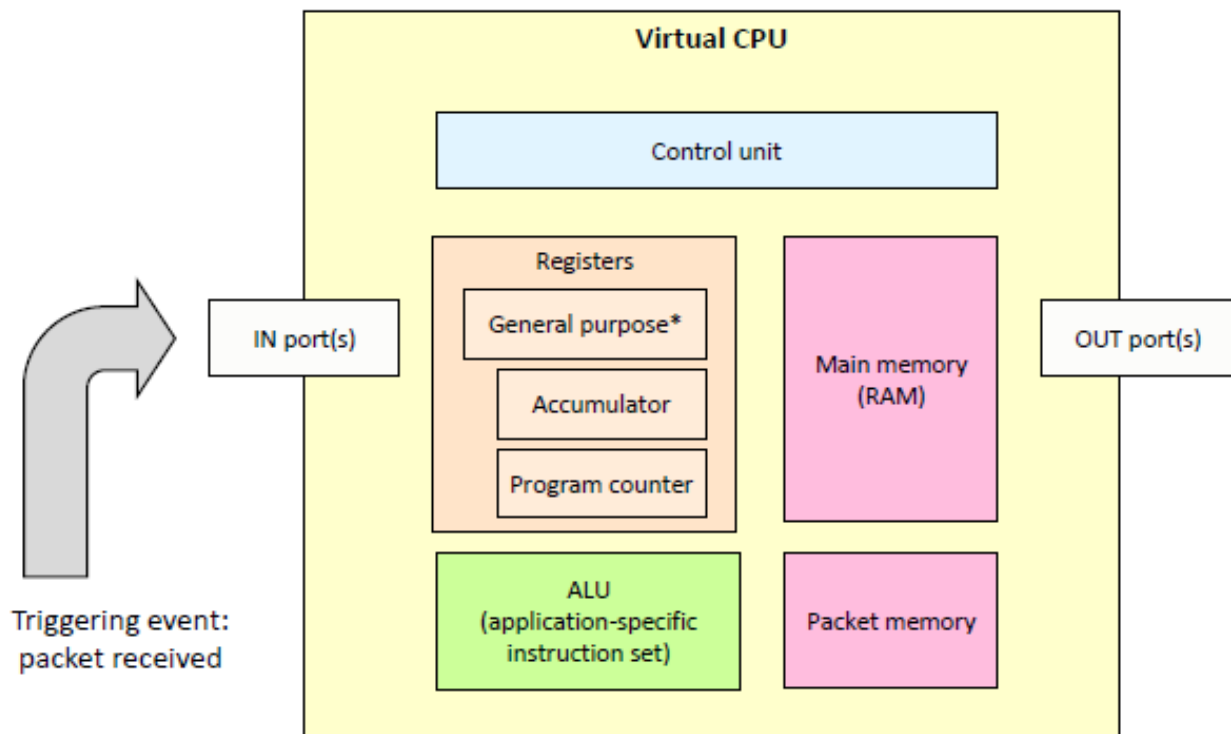 Virtual CPU
Control unit
Registers
General purpose*
Accumulator
Program counter
IN port(s)
Main memory
(RAM)
OUT port(s)
ALU
(application-specific
instruction set)
Packet memory
Triggering event:
packet received